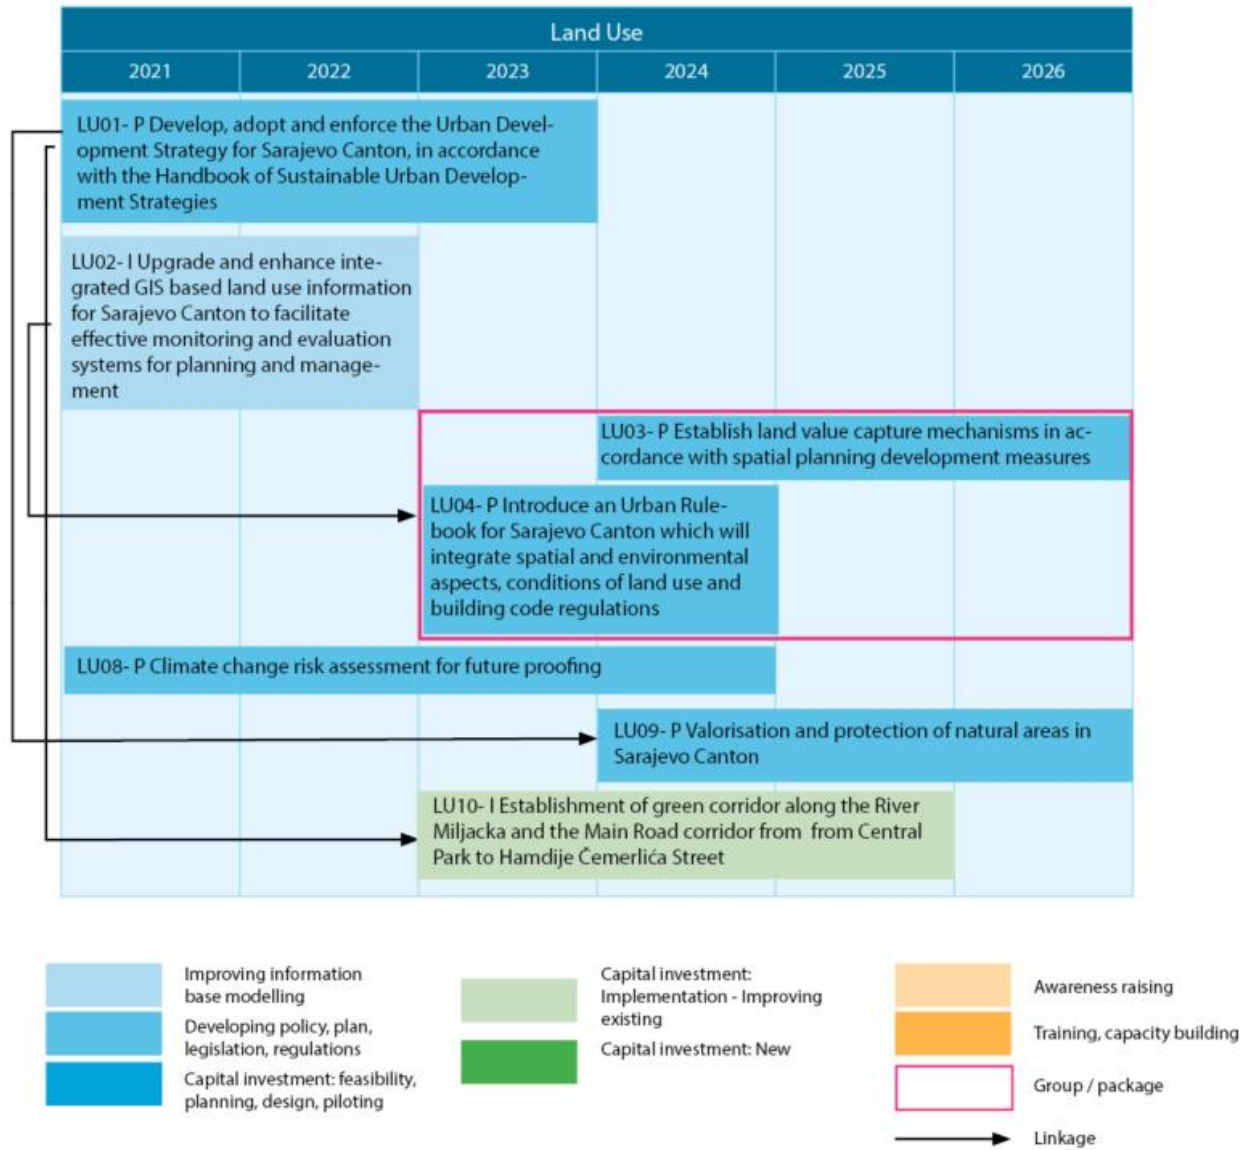 Land Use
2021 2022 2023 2024 2025 2026
LU01- P Develop, adopt and enforce the Urban Devel-
opment Strategy for Sarajevo Canton, in accordance
with the Handbook of Sustainable Urban Develop-
ment Strategies
LU02- I Upgrade and enhance inte-
grated GIS based land use information
for Sarajevo Canton to facilitate
effective monitoring and evaluation
systems for planning and manage-
ment
LU03- P Establish land value capture mechanisms in ac-
cordance with spatial planning development measures
LU04- P Introduce an Urban Rule-
book for Sarajevo Canton which will
integrate spatial and environmental
aspects, conditions of land use and
building code regulations
LU08- P Climate change risk assessment for future proofing
LU09- P Valorisation and protection of natural areas in
Sarajevo Canton
LU10- I Establishment of green corridor along the River
Miljacka and the Main Road corridor from from Central
Park to Hamdije Čemerlića Street
Improving information
base modelling
Developing policy, plan,
legislation, regulations
Capital investment: feasibility,
planning, design, piloting
Capital investment:
Implementation - Improving
existing
Capital investment: New
Awareness raising
Training, capacity building
Group / package
Linkage